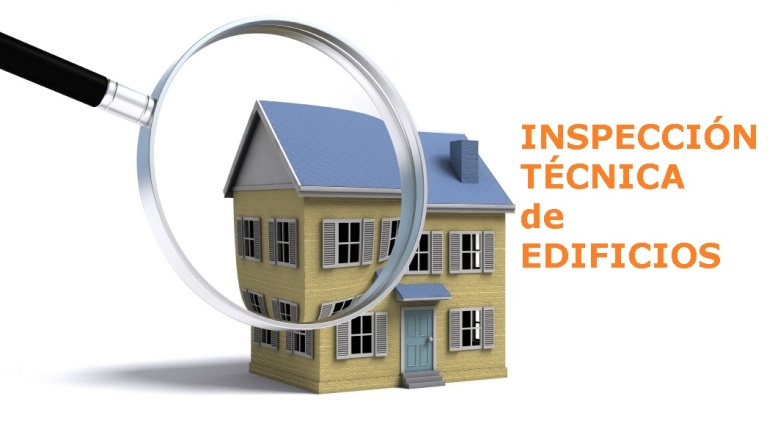 INSPECCIÓN
TÉCNICA
de
EDIFICIOS